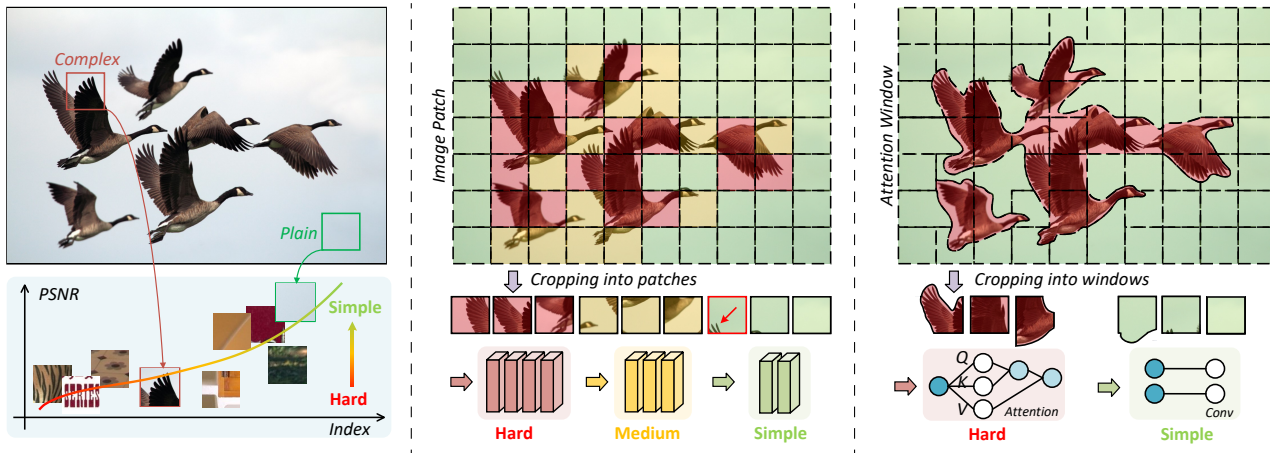 Complex
Plain
PSNR
Simple
Hard
Index
Image Patch
Cropping into patches
Hard
Medium
Simple
Attention Window
Cropping into windows
Q
K
V
Attention
Conv
Hard
Simple